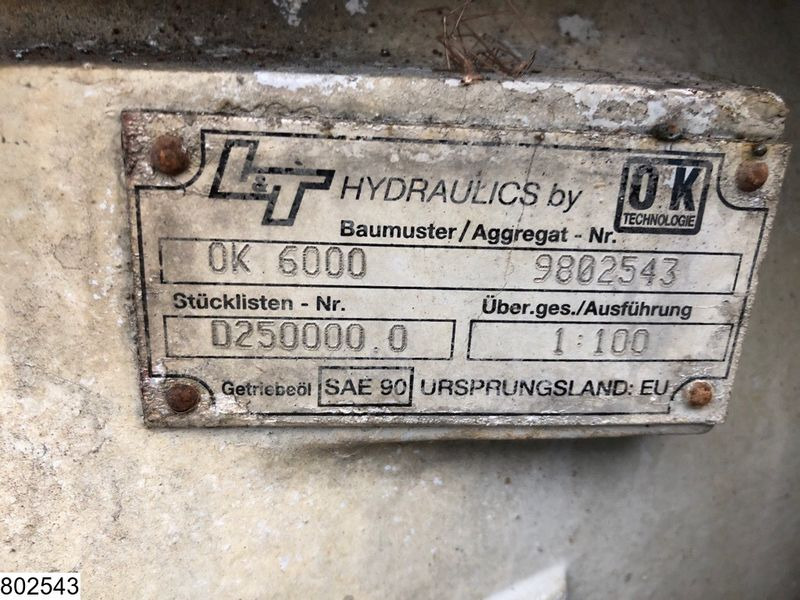 L&T HYDRAULICS by OK TECHNOLOGIE
Baumuster/Aggregat - Nr.
OK 6000 9802543
Stücklisten - Nr. Über.ges./Ausführung
D250000.0 1:100
Getriebeöl SAE 90 URSPRUNGSLAND: EU
802543